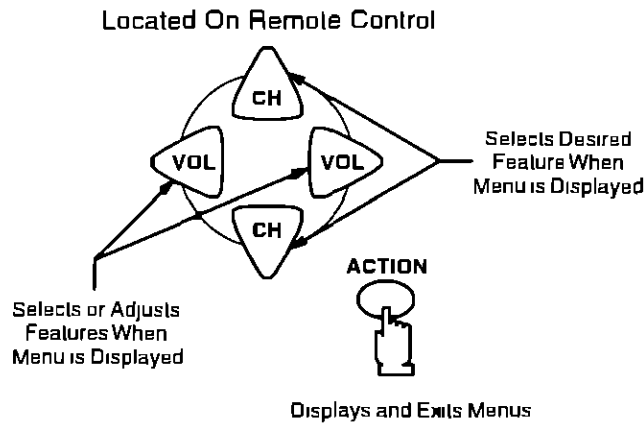 Located On Remote Control
CH
VOL
VOL
CH
Selects Desired
Feature When
Menu is Displayed
ACTION
Selects or Adjusts
Features When
Menu is Displayed
Displays and Exits Menus